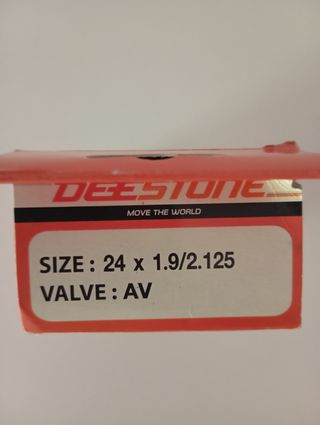 DEESTONE
MOVE THE WORLD
SIZE : 24 x 1.9/2.125
VALVE : AV